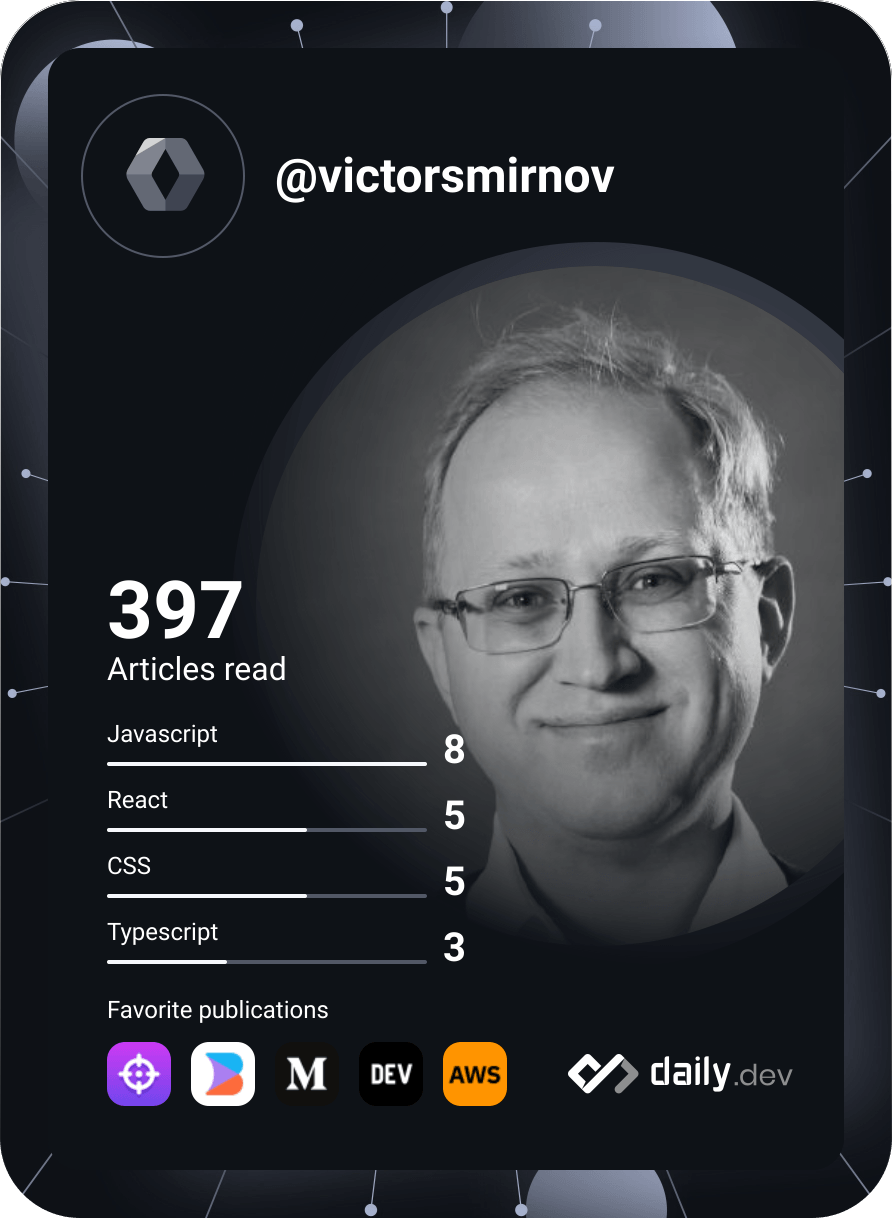 @victorsmirnov
397
Articles read
Javascript
8
React
5
CSS
5
Typescript
3
Favorite publications
M
DEV
AWS
daily.dev